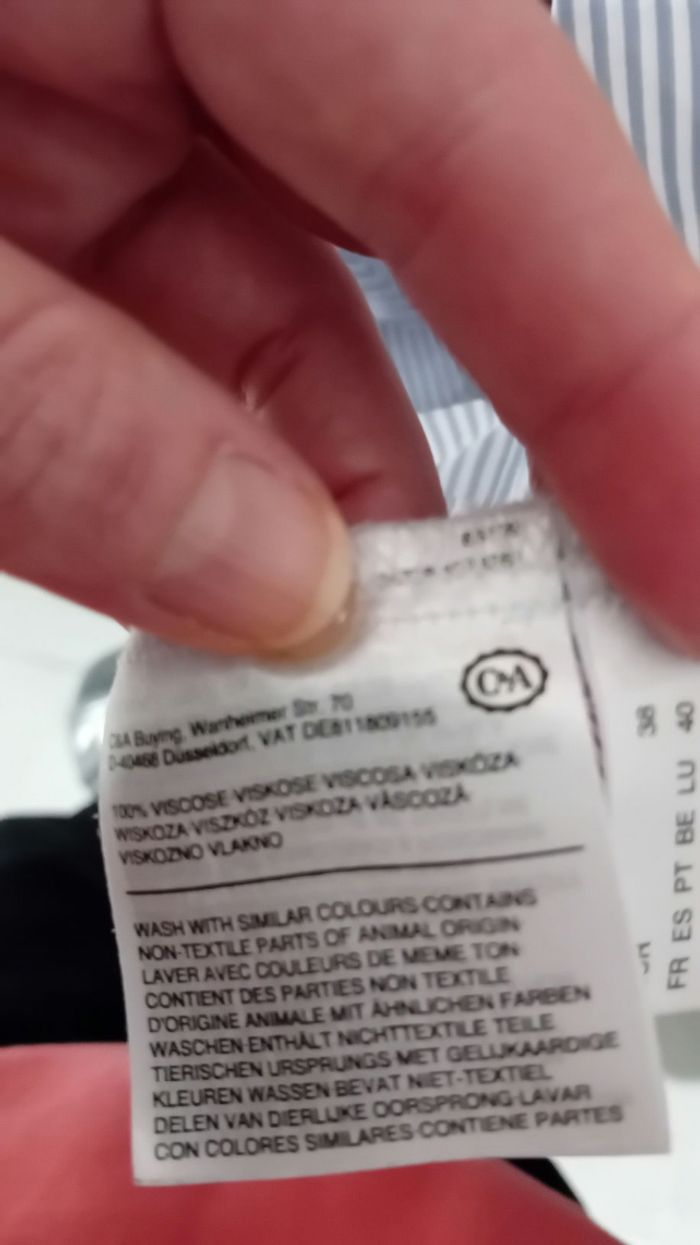 C&A
C&A Buying, Wanheimer Str. 70
D-40468 Düsseldorf, VAT DE811809155
100% VISCOSE·VISKOSE·VISCOSA·VISKÓZA·
WISKOZA·VISZKÓZ·VISKOZA·VÂSCOZĂ·
VISKOZNO VLAKNO
WASH WITH SIMILAR COLOURS·CONTAINS
NON-TEXTILE PARTS OF ANIMAL ORIGIN·
LAVER AVEC COULEURS DE MEME TON·
CONTIENT DES PARTIES NON TEXTILE
D'ORIGINE ANIMALE·MIT ÄHNLICHEN FARBEN
WASCHEN·ENTHÄLT NICHTTEXTILE TEILE
TIERISCHEN URSPRUNGS·MET GELIJKAARDIGE
KLEUREN WASSEN·BEVAT NIET-TEXTIEL
DELEN VAN DIERLIJKE OORSPRONG·LAVAR
CON COLORES SIMILARES·CONTIENE PARTES
38
FR ES PT BE LU 40